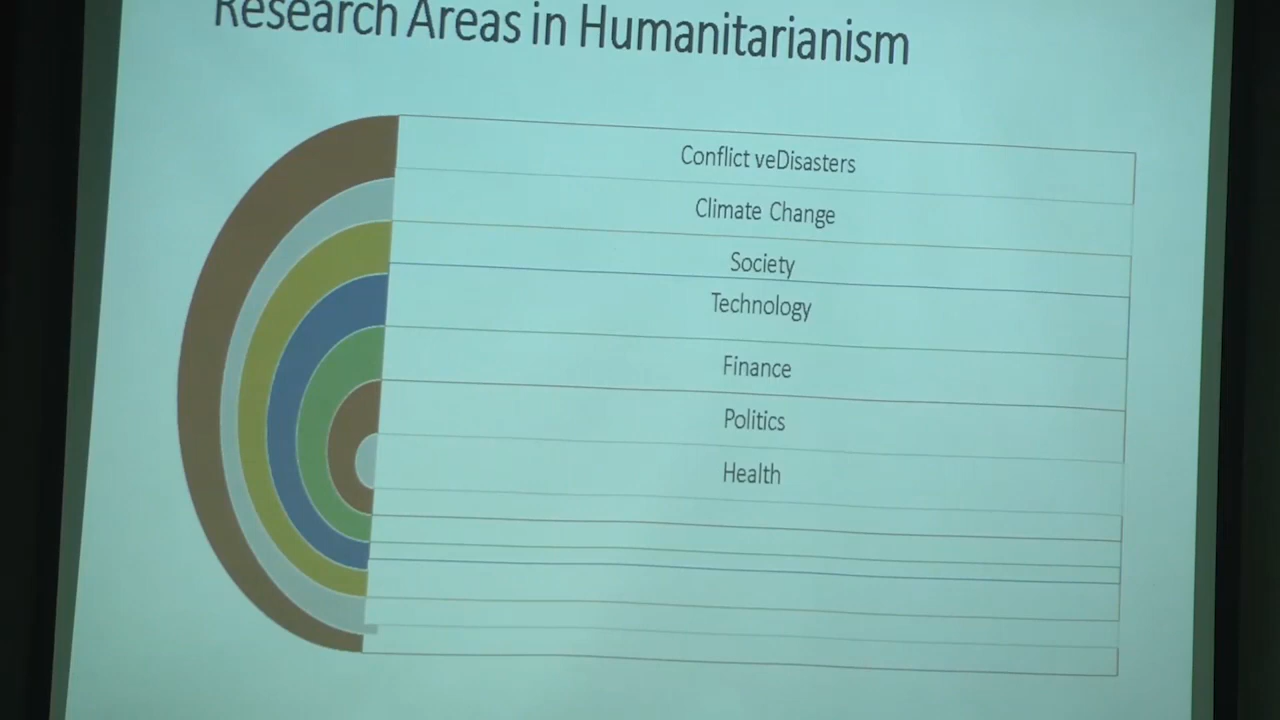 Research Areas in Humanitarianism
Conflict veDisasters
Climate Change
Society
Technology
Finance
Politics
Health